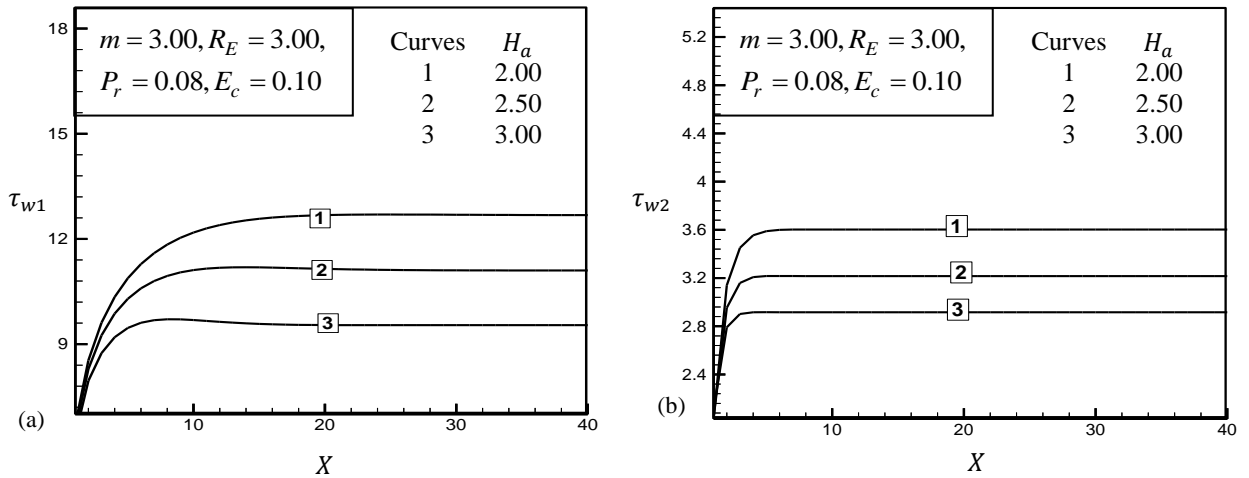 m = 3.00, R_E = 3.00,
P_r = 0.08, E_c = 0.10
Curves H_a
1 2.00
2 2.50
3 3.00
18
15
12
9
τ_w1
1
2
3
10 20 30 40
(a)
X
m = 3.00, R_E = 3.00,
P_r = 0.08, E_c = 0.10
Curves H_a
1 2.00
2 2.50
3 3.00
5.2
4.8
4.4
4
3.6
3.2
2.8
2.4
τ_w2
1
2
3
10 20 30 40
(b)
X